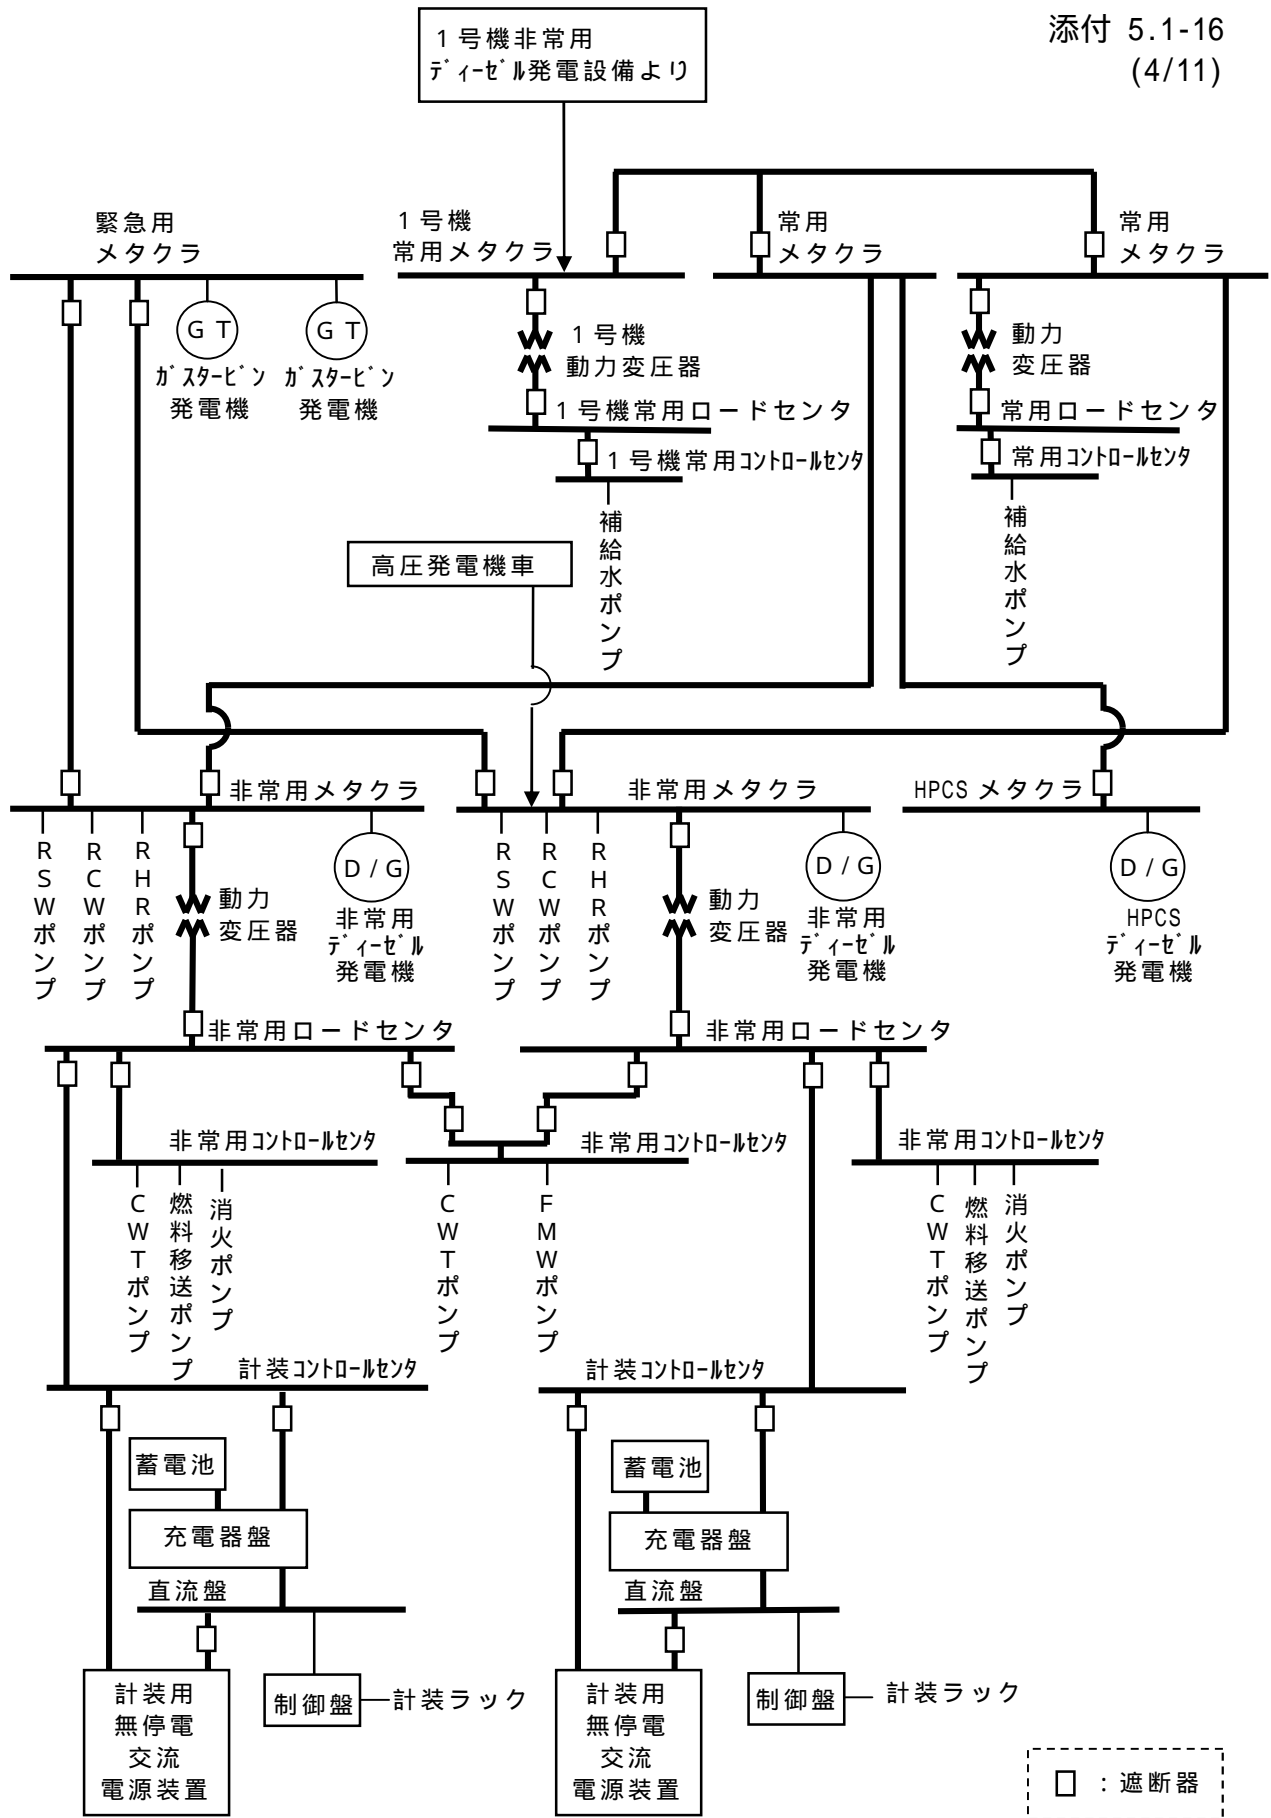 添付 5.1-16
(4/11)
1号機非常用
ディーゼル発電設備より
緊急用
メタクラ
1号機
常用メタクラ
常用
メタクラ
常用
メタクラ
GT
GT
ガスタービン
発電機
ガスタービン
発電機
1号機
動力変圧器
動力
変圧器
1号機常用ロードセンタ
常用ロードセンタ
1号機常用コントロールセンタ
常用コントロールセンタ
補給水ポンプ
補給水ポンプ
高圧発電機車
非常用メタクラ
非常用メタクラ
HPCS メタクラ
RSWポンプ
RCWポンプ
RHRポンプ
動力
変圧器
D/G
非常用
ディーゼル
発電機
RSWポンプ
RCWポンプ
RHRポンプ
動力
変圧器
D/G
非常用
ディーゼル
発電機
D/G
HPCS
ディーゼル
発電機
非常用ロードセンタ
非常用ロードセンタ
非常用コントロールセンタ
非常用コントロールセンタ
非常用コントロールセンタ
CWTポンプ
燃料移送ポンプ
消火ポンプ
CWTポンプ
FMWポンプ
CWTポンプ
燃料移送ポンプ
消火ポンプ
計装コントロールセンタ
計装コントロールセンタ
蓄電池
充電器盤
直流盤
蓄電池
充電器盤
直流盤
計装用
無停電
交流
電源装置
制御盤
計装ラック
計装用
無停電
交流
電源装置
制御盤
計装ラック
：遮断器